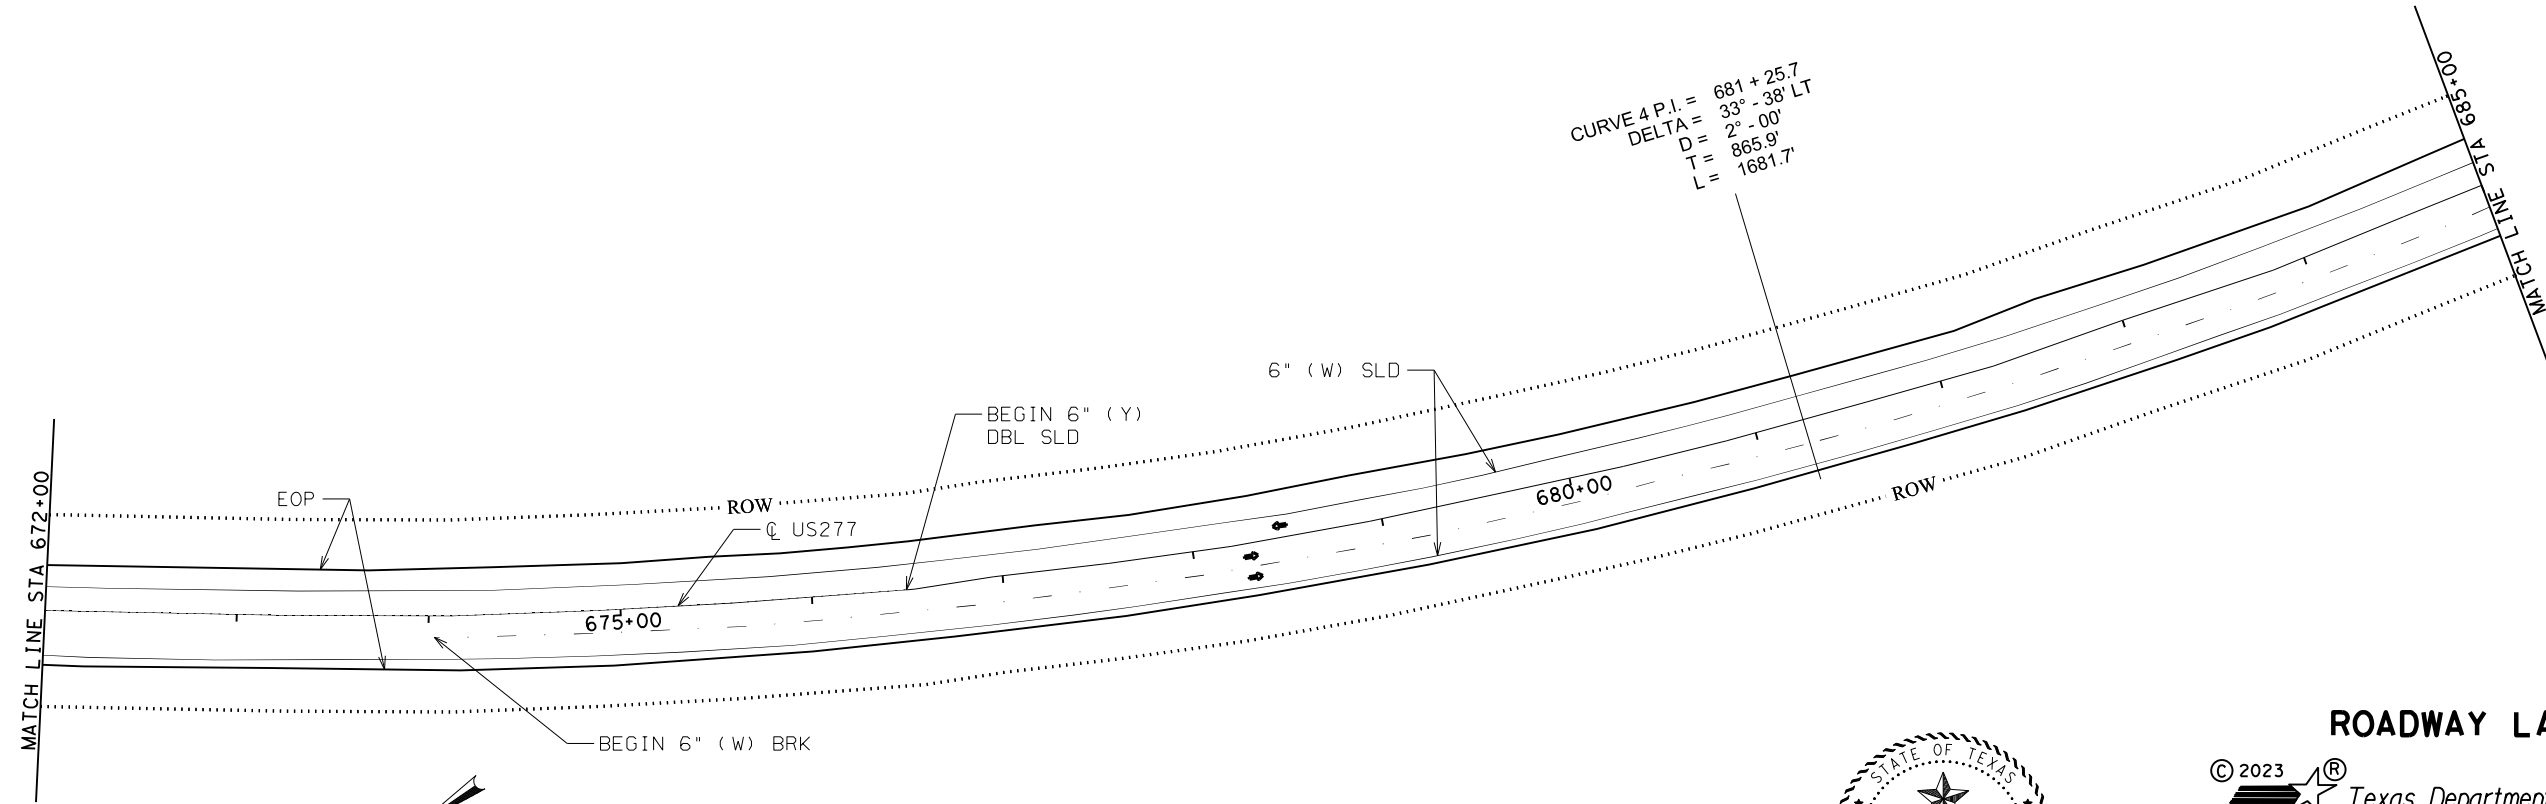 CURVE 4 P.I. = 681 + 25.7
DELTA = 33° - 38' LT
D = 2° - 00'
T = 865.9'
L = 1681.7'
MATCH LINE STA 685+00
6" (W) SLD
BEGIN 6" (Y)
DBL SLD
MATCH LINE STA 672+00
EOP
ROW
℄ US277
680+00
ROW
675+00
BEGIN 6" (W) BRK
ROADWAY
STATE OF TEXAS
© 2023 ®
Texas